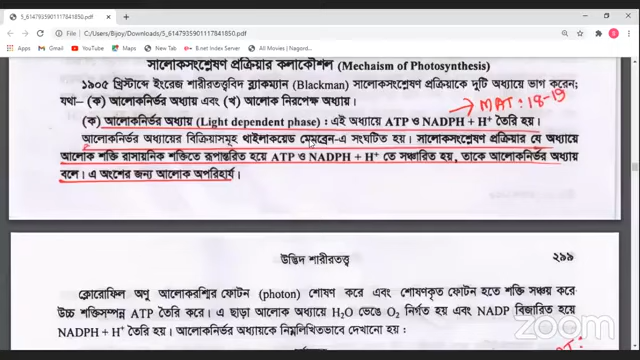 5_6147935901117841850.pdf
File | C:/Users/Bijoy/Downloads/5_6147935901117841850.pdf
Apps G Facebook YouTube N e-Tie B e.net Index Server All Movies | Nagord...
সালোকসংশ্লেষণ প্রক্রিয়ার কলাকৌশল (Mechaism of Photosynthesis)
১৯০৫ খ্রিস্টাব্দে ইংরেজ শারীরতত্ত্ববিদ ব্ল্যাকম্যান (Blackman) সালোকসংশ্লেষণ প্রক্রিয়াকে দুটি অধ্যায়ে ভাগ করেন;
যথা– (ক) আলোকনির্ভর অধ্যায় এবং (খ) আলোক নিরপেক্ষ অধ্যায়।
MAT: 18-19
(ক) আলোকনির্ভর অধ্যায় (Light dependent phase): এই অধ্যায়ে ATP ও NADPH + H⁺ তৈরি হয়।
আলোকনির্ভর অধ্যায়ের বিক্রিয়াসমূহ থাইলাকয়েড মেমব্রেন-এ সংঘটিত হয়। সালোকসংশ্লেষণ প্রক্রিয়ার যে অধ্যায়ে
আলোক শক্তি রাসায়নিক শক্তিতে রূপান্তরিত হয়ে ATP ও NADPH + H⁺ তে সঞ্চারিত হয়, তাকে আলোকনির্ভর অধ্যায়
বলে। এ অংশের জন্য আলোক অপরিহার্য।
উদ্ভিদ শারীরতত্ত্ব ২৯৯
ক্লোরোফিল অণু আলোকরশ্মির ফোটন (photon) শোষণ করে এবং শোষণকৃত ফোটন হতে শক্তি সঞ্চয় করে
উচ্চ শক্তিসম্পন্ন ATP তৈরি করে। এ ছাড়া আলোক অধ্যায়ে H₂O ভেঙে O₂ নির্গত হয় এবং NADP বিজারিত হয়ে
NADPH + H⁺ তৈরি হয়। আলোকনির্ভর অধ্যায়কে নিম্নলিখিতভাবে দেখানো হয়:
zoom